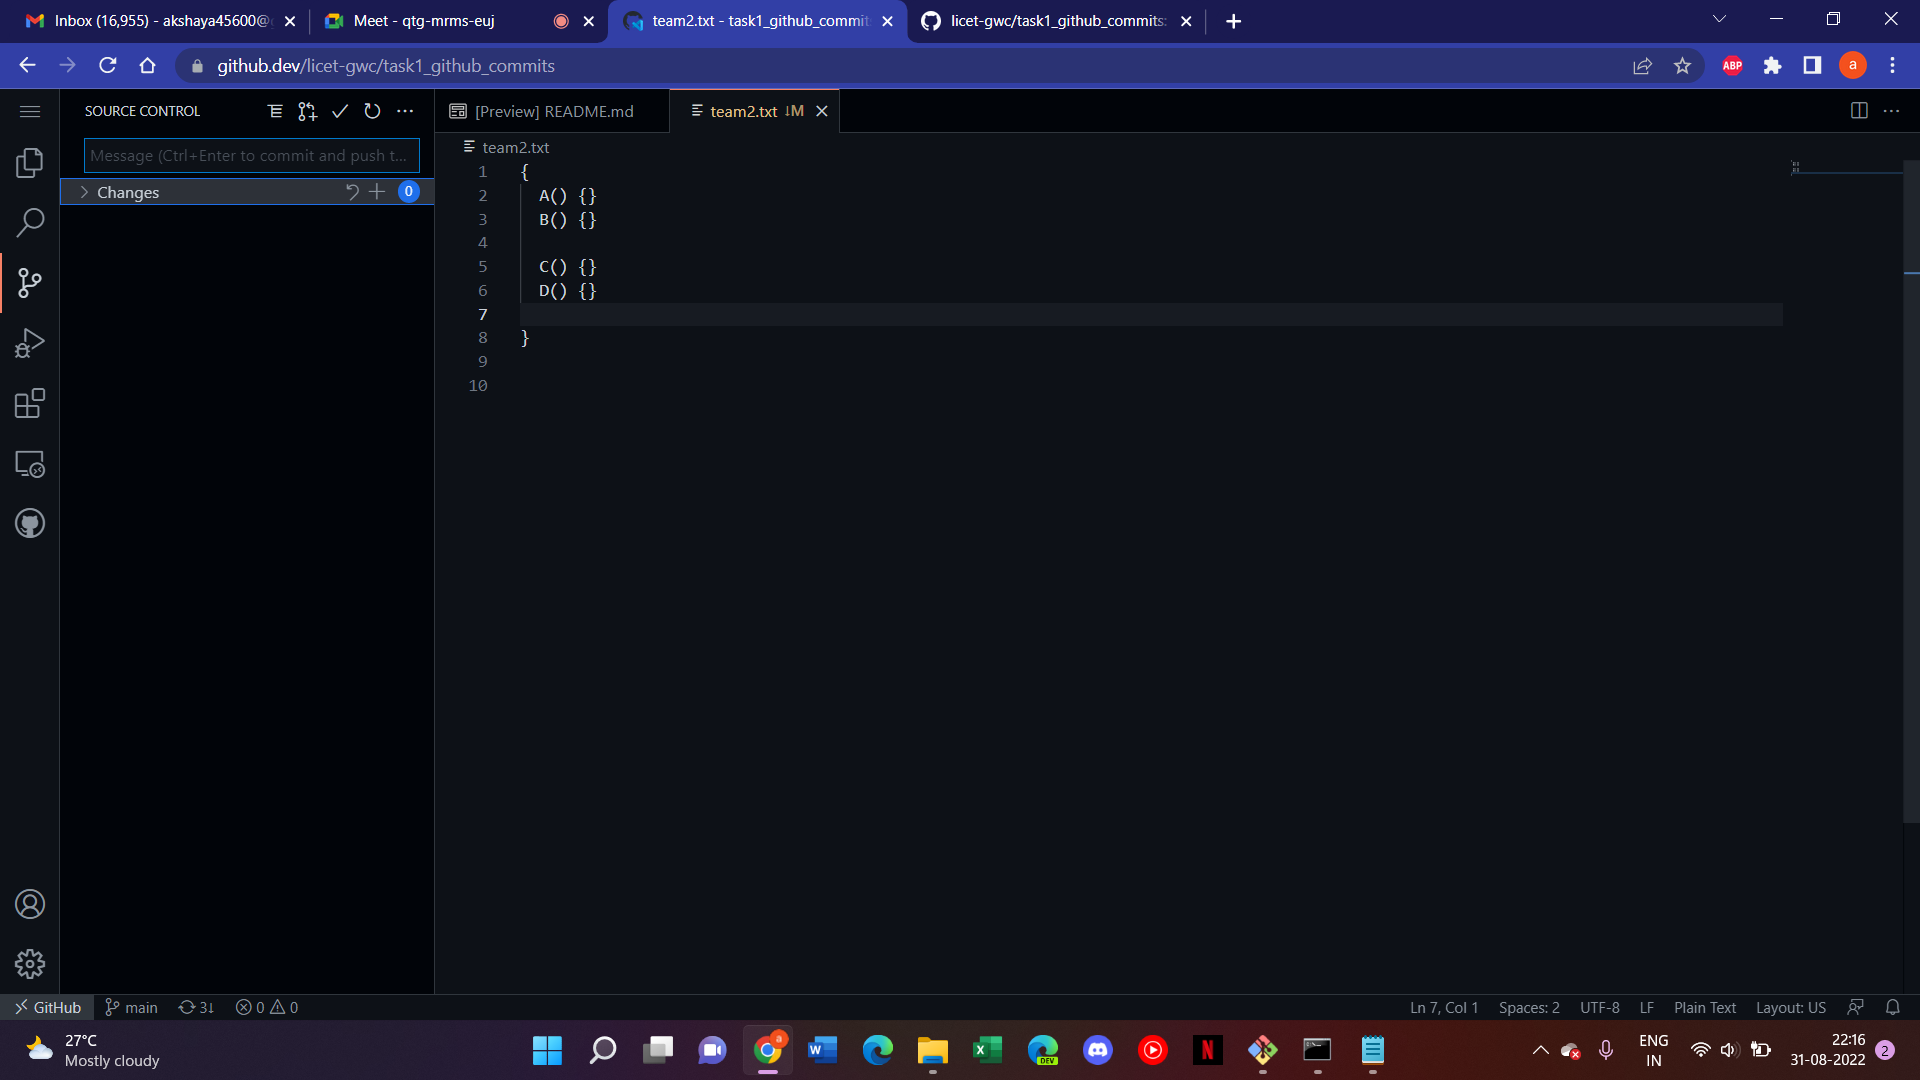 Inbox (16,955) - akshaya45600@
Meet - qtg-mrms-euj
team2.txt - task1_github_commit
licet-gwc/task1_github_commits:
github.dev/licet-gwc/task1_github_commits
ABP
a
SOURCE CONTROL
[Preview] README.md
team2.txt ↓M
Message (Ctrl+Enter to commit and push t...
Changes
0
team2.txt
1 {
2 A() {}
3 B() {}
4
5 C() {}
6 D() {}
7
8 }
9
10
GitHub
main
3↓
0
0
Ln 7, Col 1
Spaces: 2
UTF-8
LF
Plain Text
Layout: US
27°C
Mostly cloudy
a
W
X
DEV
N
ENG
IN
22:16
31-08-2022
2